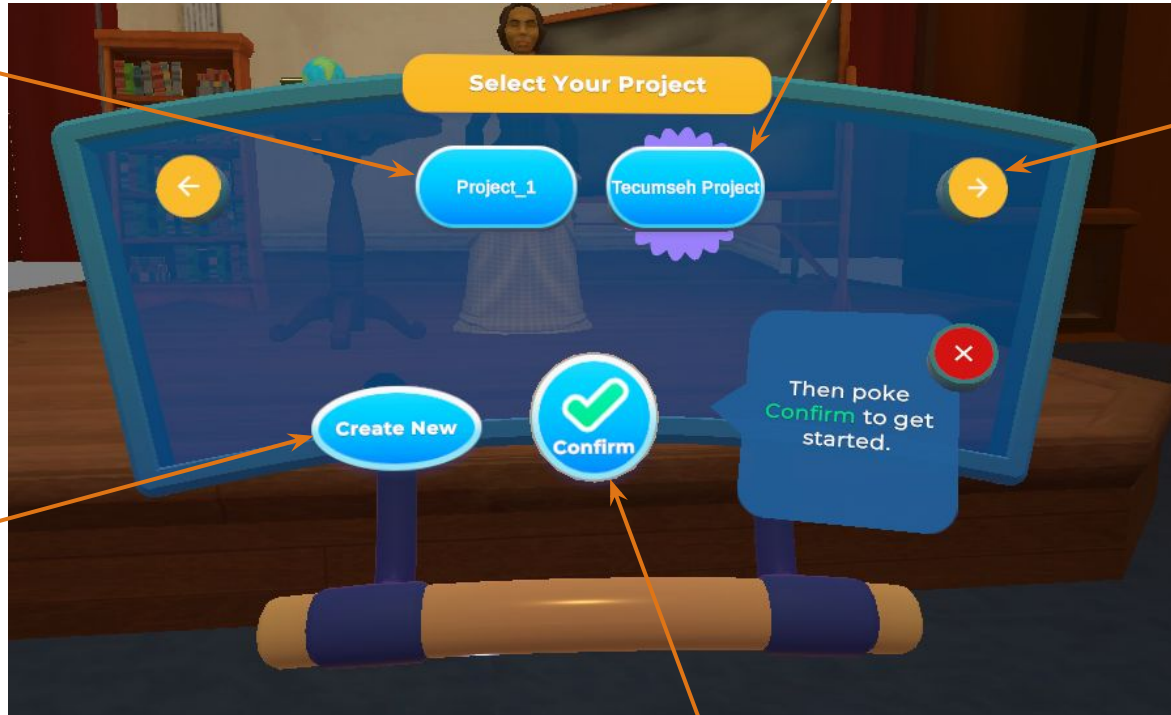 Select Your Project
Project_1
Tecumseh Project
Create New
Confirm
Then poke
Confirm to get
started.